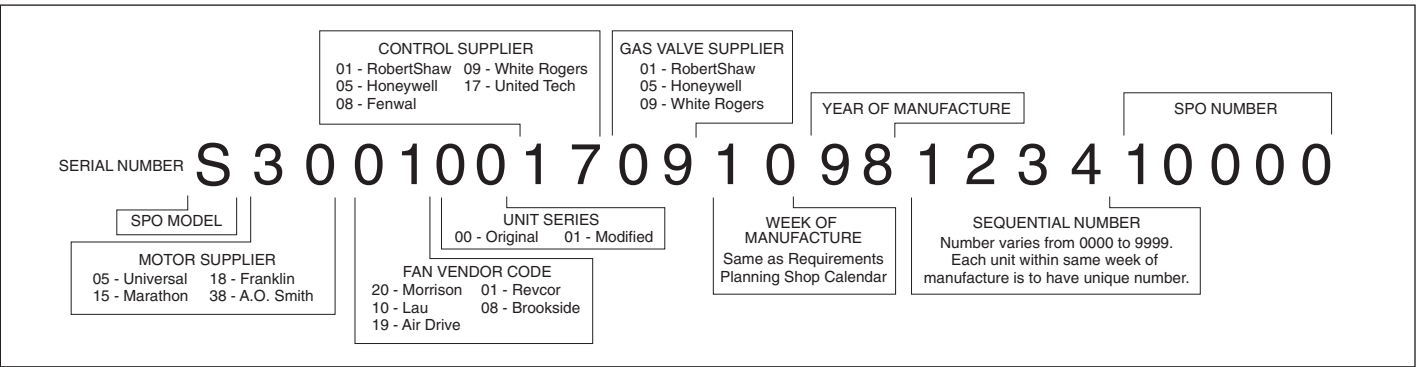 CONTROL SUPPLIER
01 - RobertShaw 09 - White Rogers
05 - Honeywell 17 - United Tech
08 - Fenwal
GAS VALVE SUPPLIER
01 - RobertShaw
05 - Honeywell
09 - White Rogers
YEAR OF MANUFACTURE
SPO NUMBER
SERIAL NUMBER S 3 0 0 1 0 0 1 7 0 9 1 0 9 8 1 2 3 4 1 0 0 0 0
SPO MODEL
MOTOR SUPPLIER
05 - Universal 18 - Franklin
15 - Marathon 38 - A.O. Smith
UNIT SERIES
00 - Original 01 - Modified
FAN VENDOR CODE
20 - Morrison 01 - Revcor
10 - Lau 08 - Brookside
19 - Air Drive
WEEK OF
MANUFACTURE
Same as Requirements
Planning Shop Calendar
SEQUENTIAL NUMBER
Number varies from 0000 to 9999.
Each unit within same week of
manufacture is to have unique number.